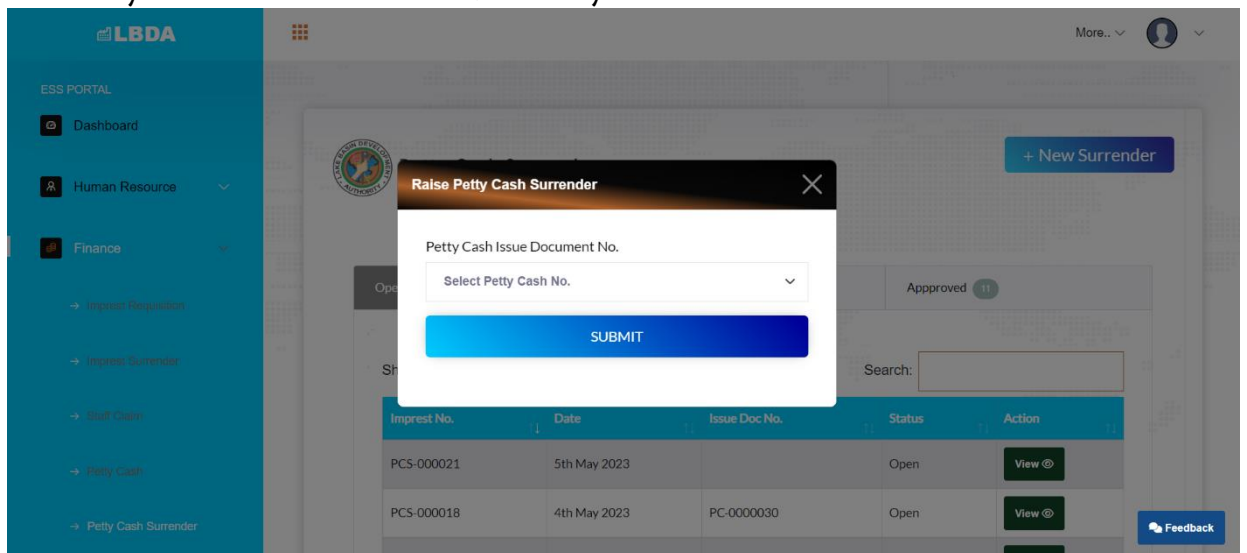 LBDA
More..
ESS PORTAL
Dashboard
Human Resource
Finance
→ Imprest Requisition
→ Imprest Surrender
→ Staff Claim
→ Petty Cash
→ Petty Cash Surrender
+ New Surrender
Raise Petty Cash Surrender
Petty Cash Issue Document No.
Select Petty Cash No.
SUBMIT
Appproved 11
Search:
Imprest No. Date Issue Doc No. Status Action
PCS-000021 5th May 2023 Open View
PCS-000018 4th May 2023 PC-0000030 Open View
Feedback